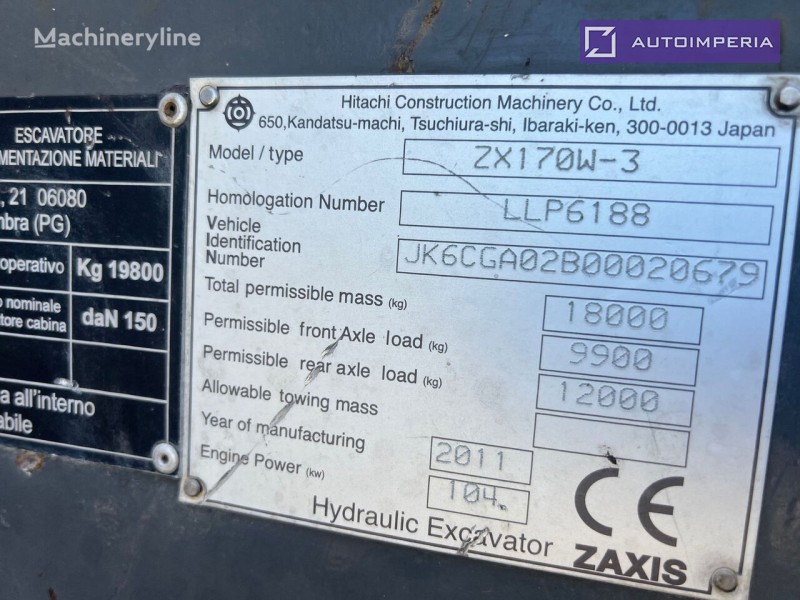 Machineryline
AUTOIMPERIA
ESCAVATORE
MENTAZIONE MATERIALI
, 21 06080
mbra (PG)
operativo Kg 19800
o nominale
tore cabina daN 150
a all'interno
abile
Hitachi Construction Machinery Co., Ltd.
650,Kandatsu-machi, Tsuchiura-shi, Ibaraki-ken, 300-0013 Japan
Model / type ZX170W-3
Homologation Number LLP6188
Vehicle
Identification
Number JK6CGA02B00020679
Total permissible mass (kg) 18000
Permissible front Axle load (kg) 9900
Permissible rear axle load (kg) 12000
Allowable towing mass
Year of manufacturing 2011
Engine Power (kw) 104.
Hydraulic Excavator
CE
ZAXIS